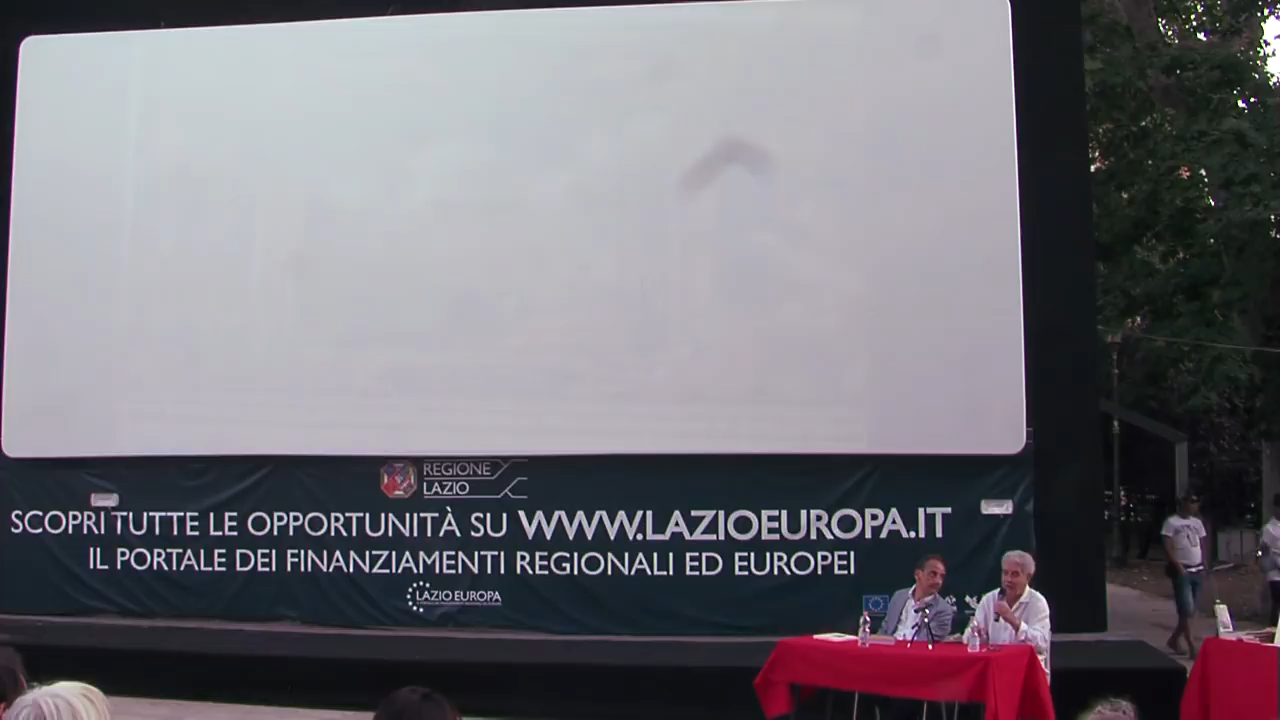 REGIONE
LAZIO
SCOPRI TUTTE LE OPPORTUNITÀ SU WWW.LAZIOEUROPA.IT
IL PORTALE DEI FINANZIAMENTI REGIONALI ED EUROPEI
LAZIO EUROPA